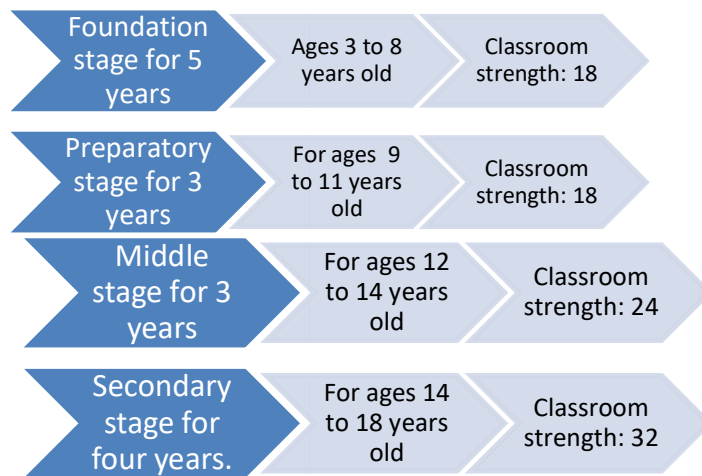 Foundation
stage for 5
years
Ages 3 to 8
years old
Classroom
strength: 18
Preparatory
stage for 3
years
For ages 9
to 11 years
old
Classroom
strength: 18
Middle
stage for 3
years
For ages 12
to 14 years
old
Classroom
strength: 24
Secondary
stage for
four years.
For ages 14
to 18 years
old
Classroom
strength: 32